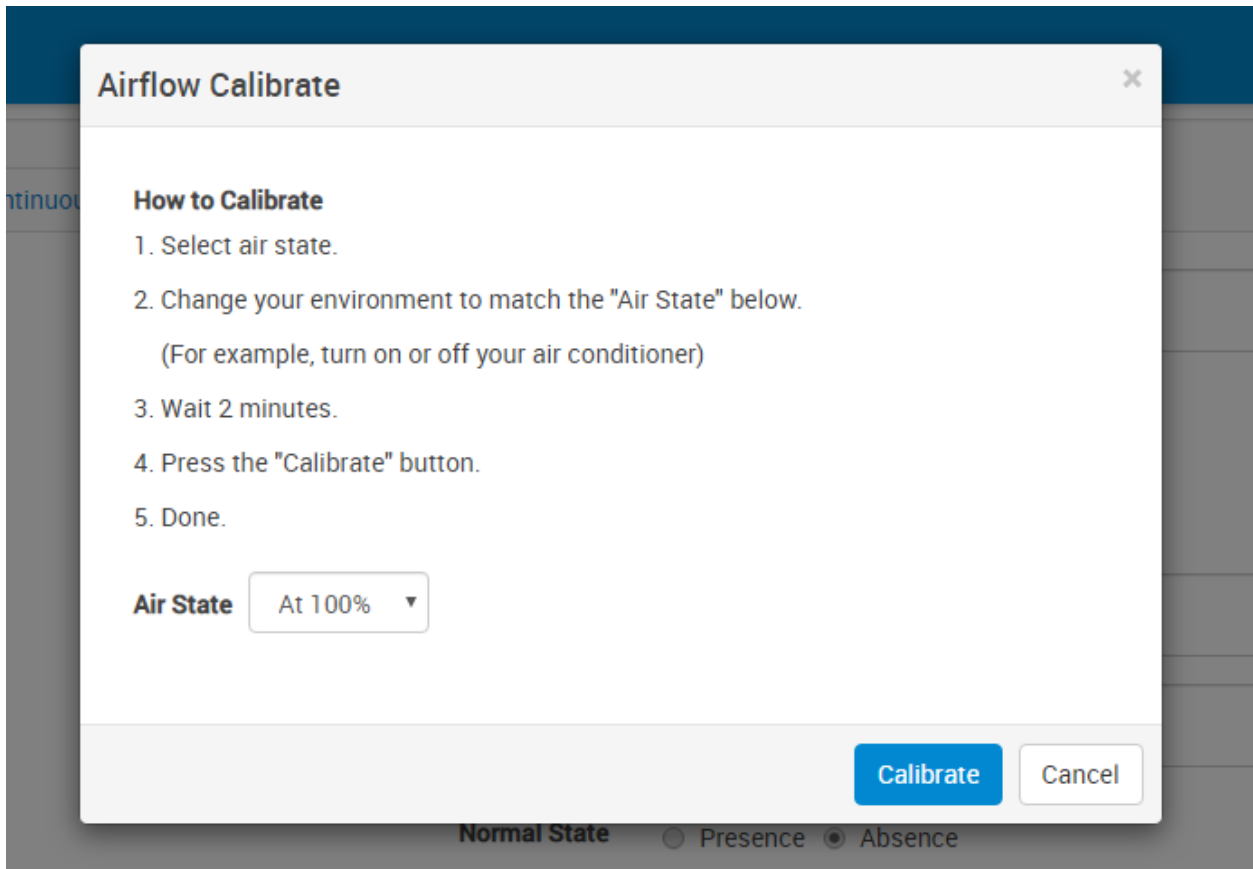 Airflow Calibrate ×
ntinuou
How to Calibrate
1. Select air state.
2. Change your environment to match the "Air State" below.
(For example, turn on or off your air conditioner)
3. Wait 2 minutes.
4. Press the "Calibrate" button.
5. Done.
Air State At 100%
Calibrate Cancel
Normal State Presence Absence